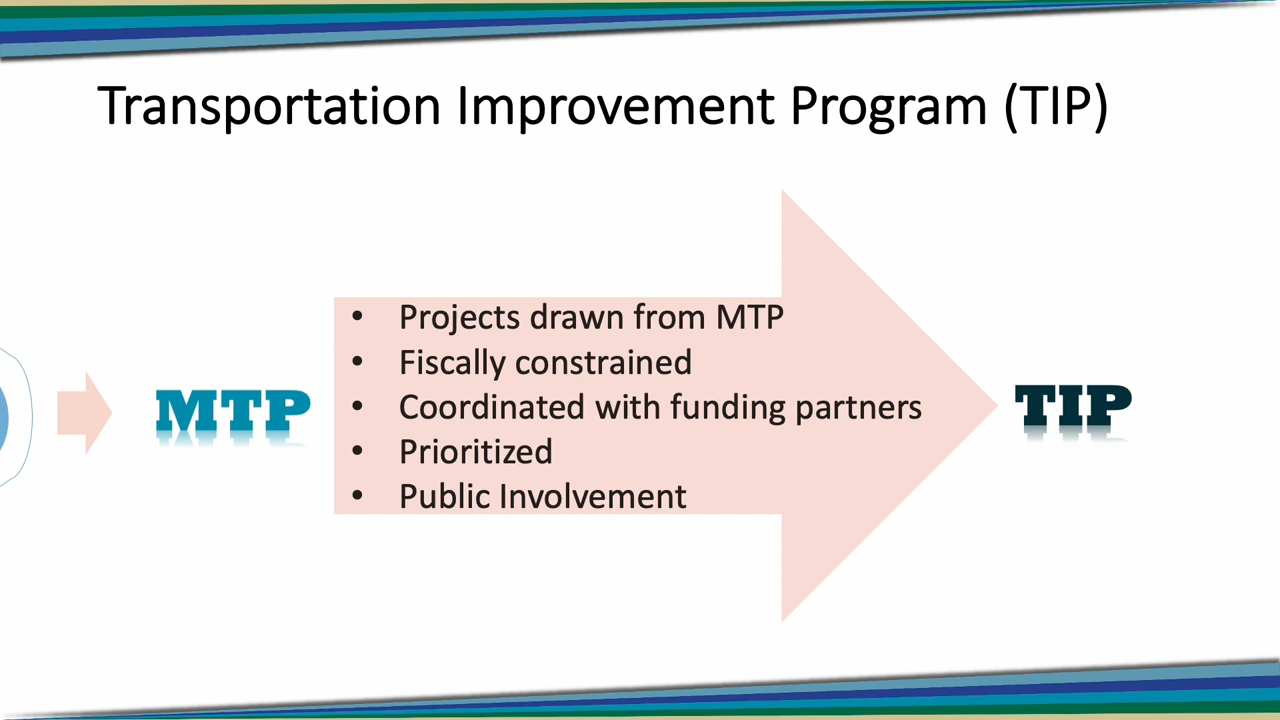 Transportation Improvement Program (TIP)
• Projects drawn from MTP
• Fiscally constrained
MTP
• Coordinated with funding partners
TIP
• Prioritized
• Public Involvement